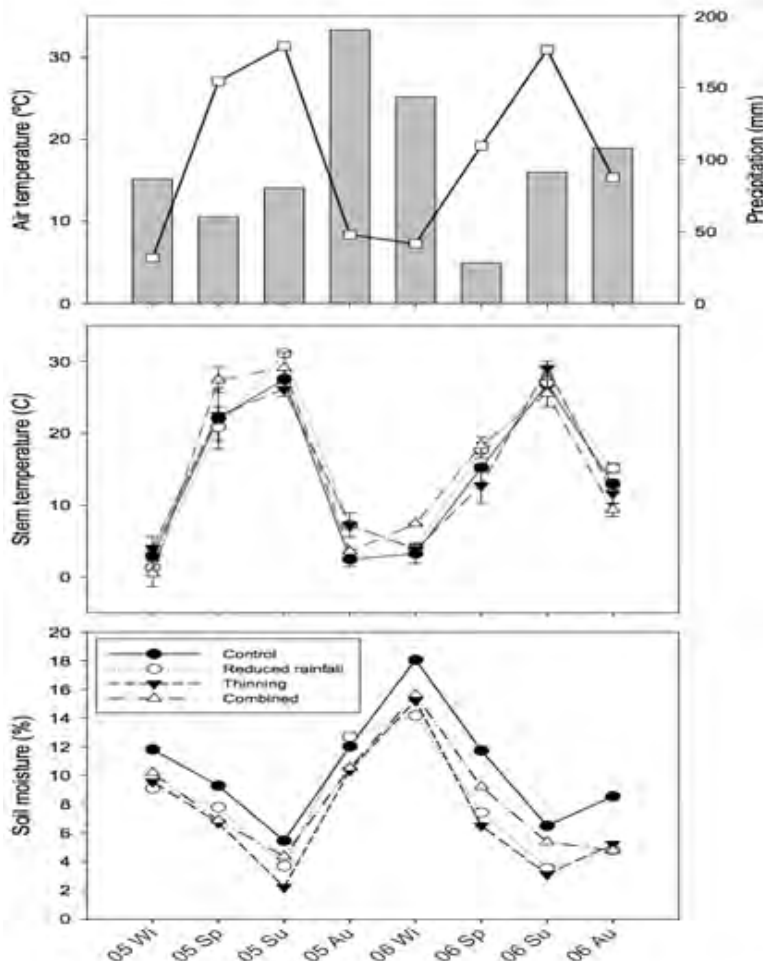 Air temperature (ºC)
30
20
10
0
200
150
100
50
0
Precipitation (mm)
Stem temperature (C)
30
20
10
0
Soil moisture (%)
20
18
16
14
12
10
8
6
4
2
0
Control
Reduced rainfall
Thinning
Combined
05 Wi
05 Sp
05 Su
05 Au
06 Wi
06 Sp
06 Su
06 Au